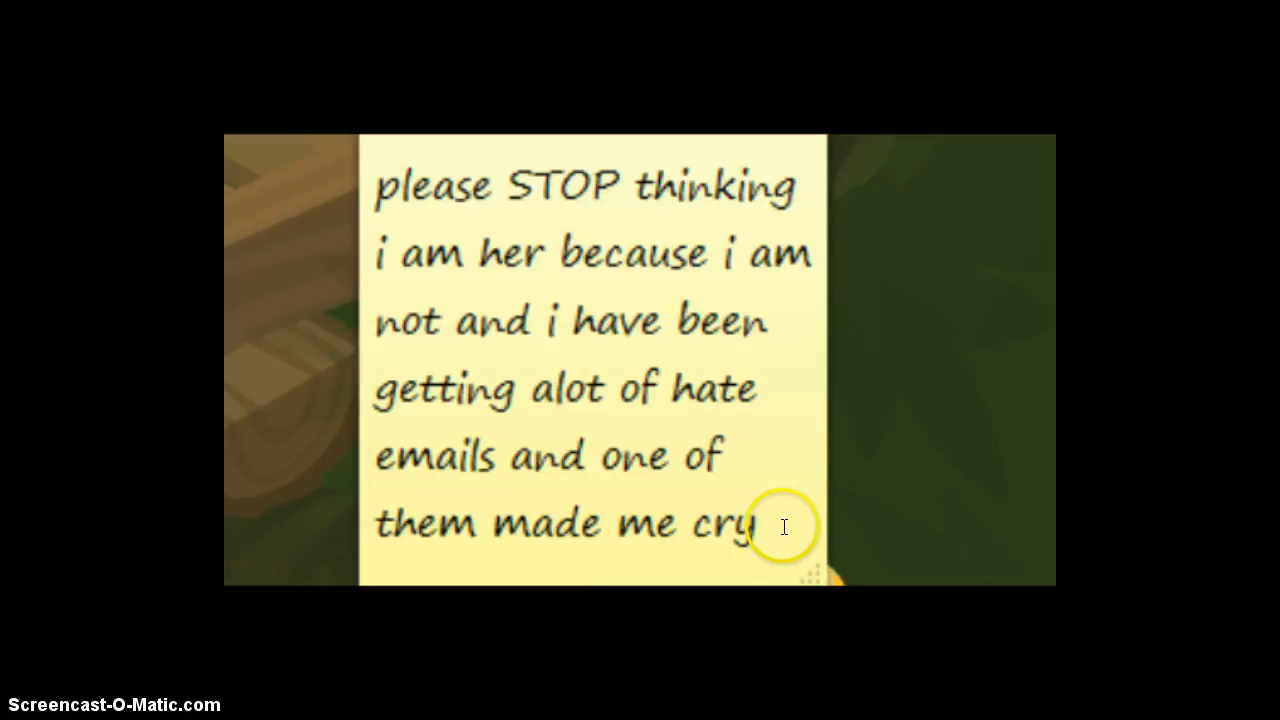 please STOP thinking
i am her because i am
not and i have been
getting alot of hate
emails and one of
them made me cry
Screencast-O-Matic.com